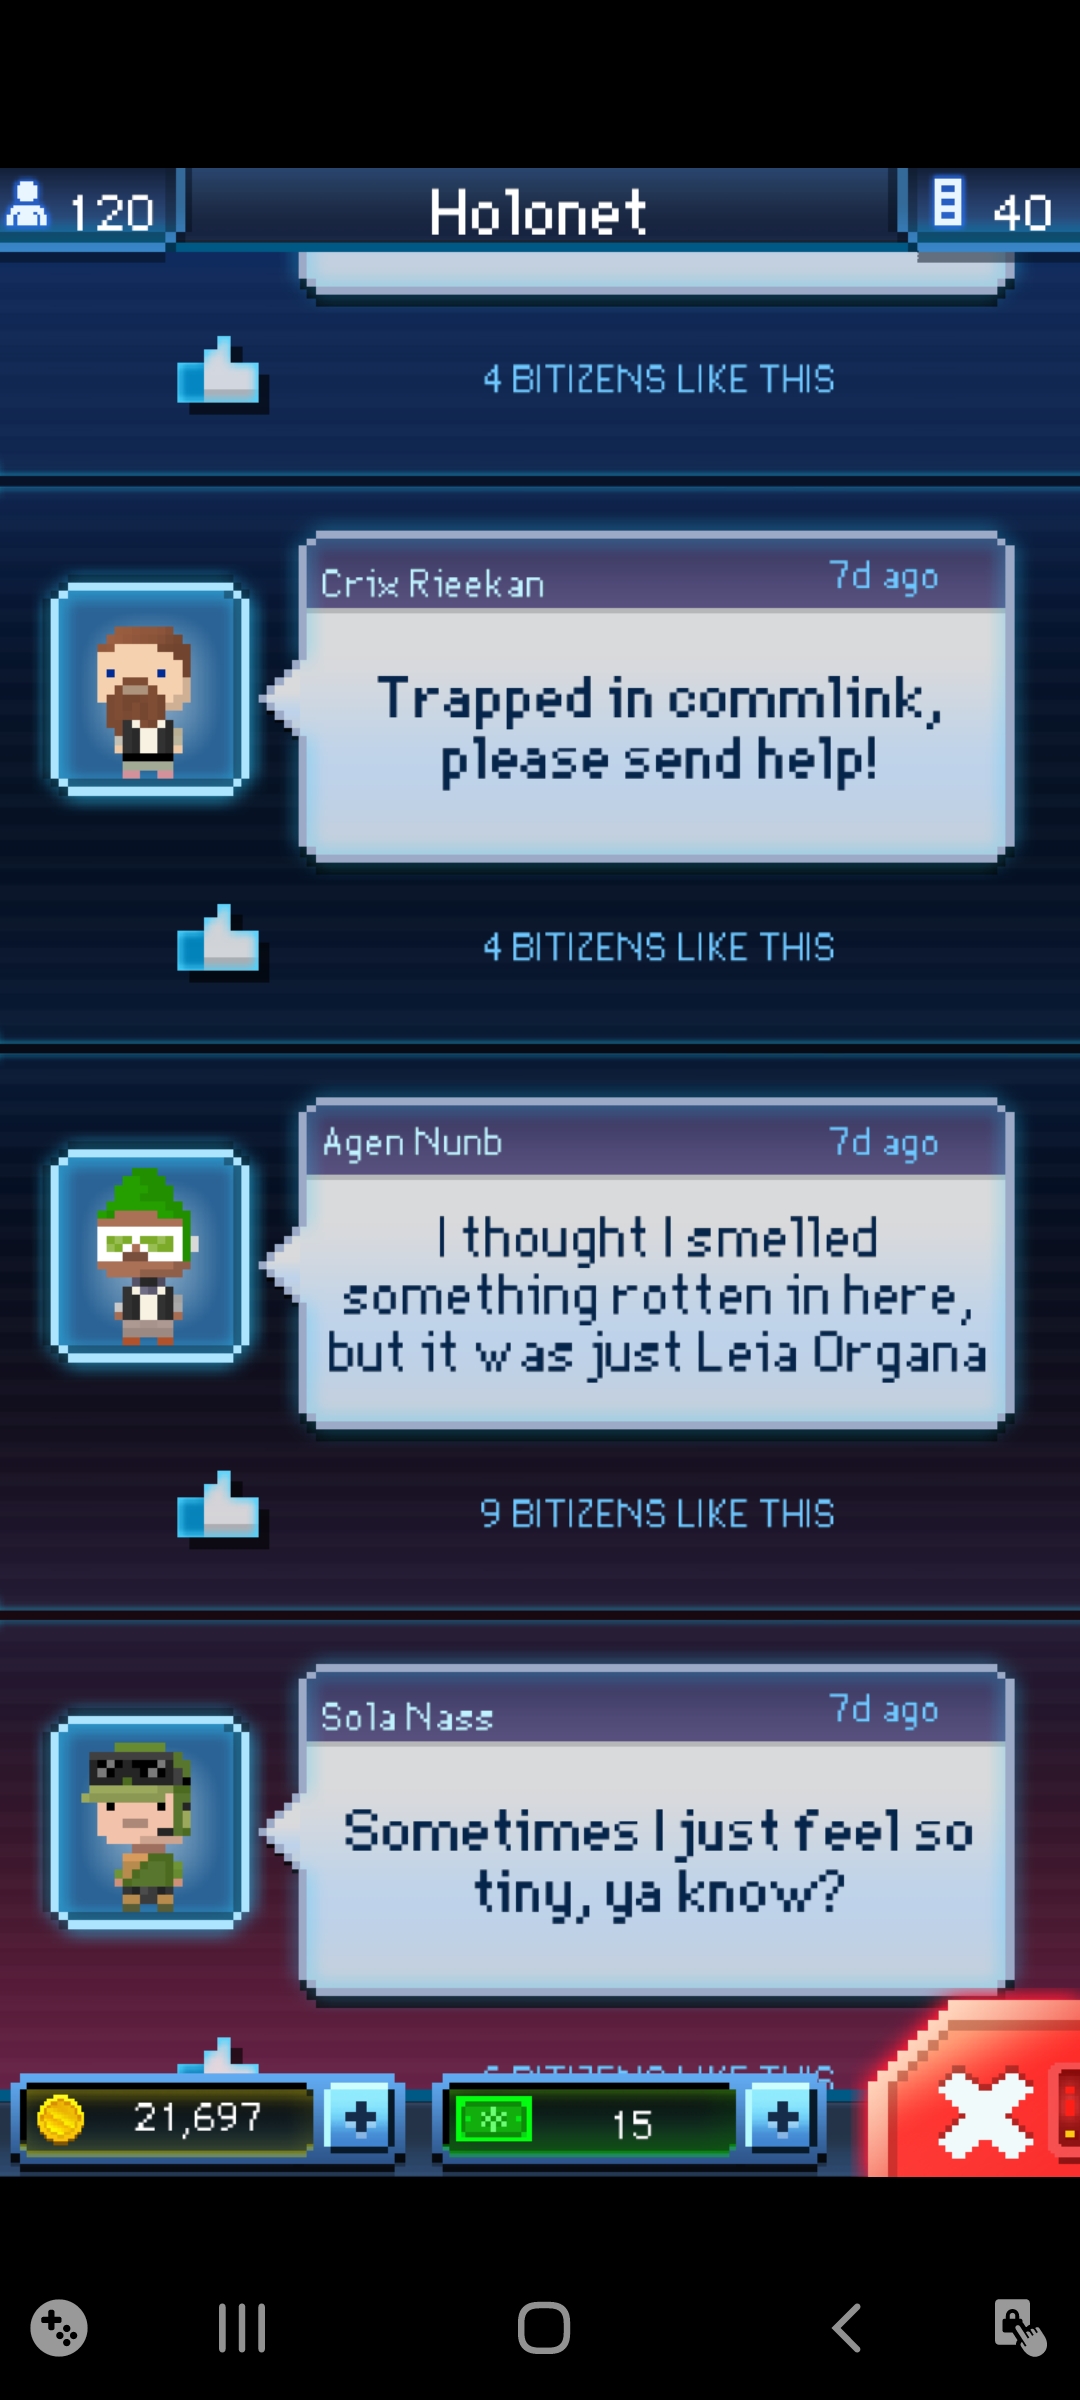 120
Holonet
40
4 BITIZENS LIKE THIS
Crix Rieekan
7d ago
Trapped in commlink,
please send help!
4 BITIZENS LIKE THIS
Agen Nunb
7d ago
I thought I smelled
something rotten in here,
but it was just Leia Organa
9 BITIZENS LIKE THIS
Sola Nass
7d ago
Sometimes I just feel so
tiny, ya know?
BITIZENS LIKE THIS
21,697
15